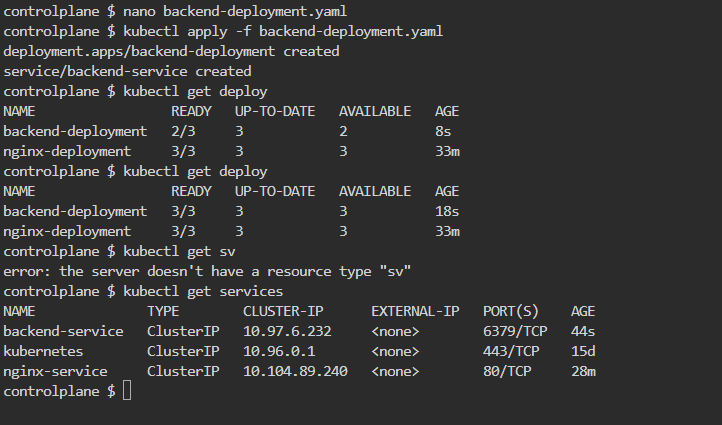 controlplane $ nano backend-deployment.yaml
controlplane $ kubectl apply -f backend-deployment.yaml
deployment.apps/backend-deployment created
service/backend-service created
controlplane $ kubectl get deploy
NAME                 READY   UP-TO-DATE   AVAILABLE   AGE
backend-deployment   2/3     3            2           8s
nginx-deployment     3/3     3            3           33m
controlplane $ kubectl get deploy
NAME                 READY   UP-TO-DATE   AVAILABLE   AGE
backend-deployment   3/3     3            3           18s
nginx-deployment     3/3     3            3           33m
controlplane $ kubectl get sv
error: the server doesn't have a resource type "sv"
controlplane $ kubectl get services
NAME              TYPE        CLUSTER-IP      EXTERNAL-IP   PORT(S)    AGE
backend-service   ClusterIP   10.97.6.232     <none>        6379/TCP   44s
kubernetes        ClusterIP   10.96.0.1       <none>        443/TCP    15d
nginx-service     ClusterIP   10.104.89.240   <none>        80/TCP     28m
controlplane $